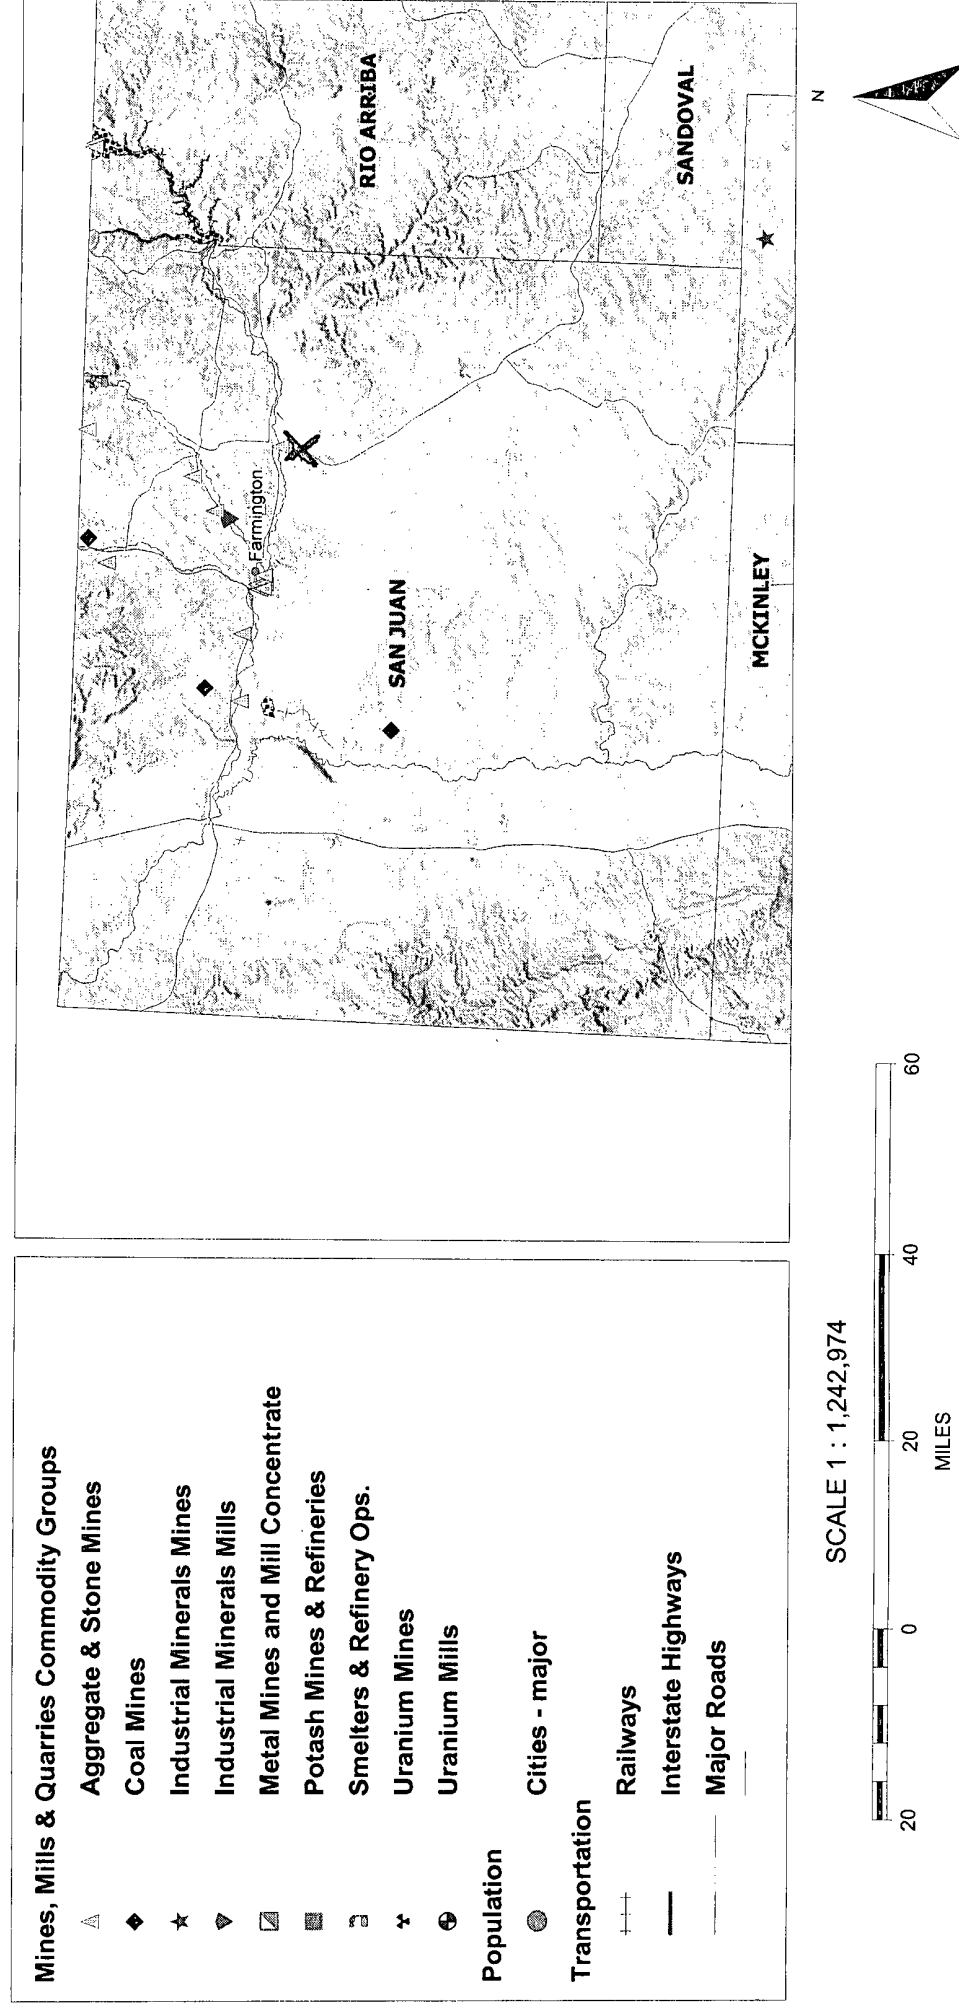 Mines, Mills & Quarries Commodity Groups
Aggregate & Stone Mines
Coal Mines
Industrial Minerals Mines
Industrial Minerals Mills
Metal Mines and Mill Concentrate
Potash Mines & Refineries
Smelters & Refinery Ops.
Uranium Mines
Uranium Mills
Population
Cities - major
Transportation
Railways
Interstate Highways
Major Roads
Farmington
SAN JUAN
RIO ARRIBA
SANDOVAL
MCKINLEY
SCALE 1 : 1,242,974
20 0 20 40 60
MILES
N